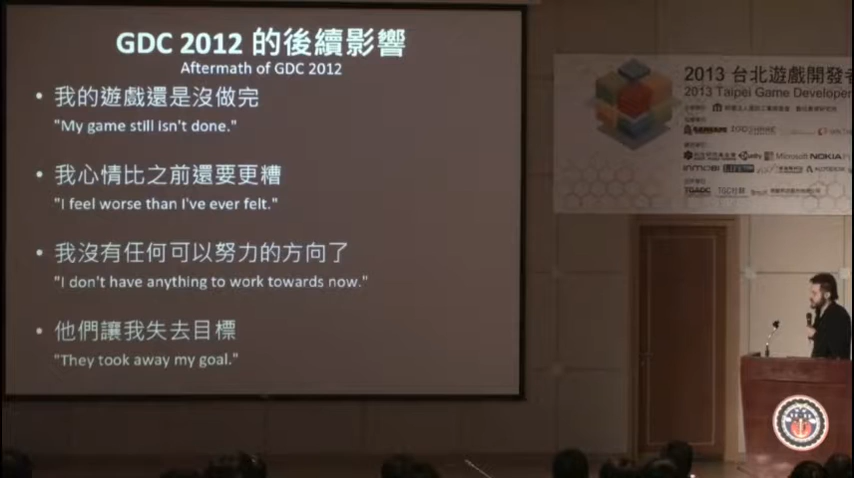 GDC 2012 的後續影響
Aftermath of GDC 2012
• 我的遊戲還是沒做完
"My game still isn't done."
• 我心情比之前還要更糟
"I feel worse than I've ever felt."
• 我沒有任何可以努力的方向了
"I don't have anything to work towards now."
• 他們讓我失去目標
"They took away my goal."
2013 台北遊戲開發者
2013 Taipei Game Developer
unity Microsoft NOKIA
inmobi
TGADC